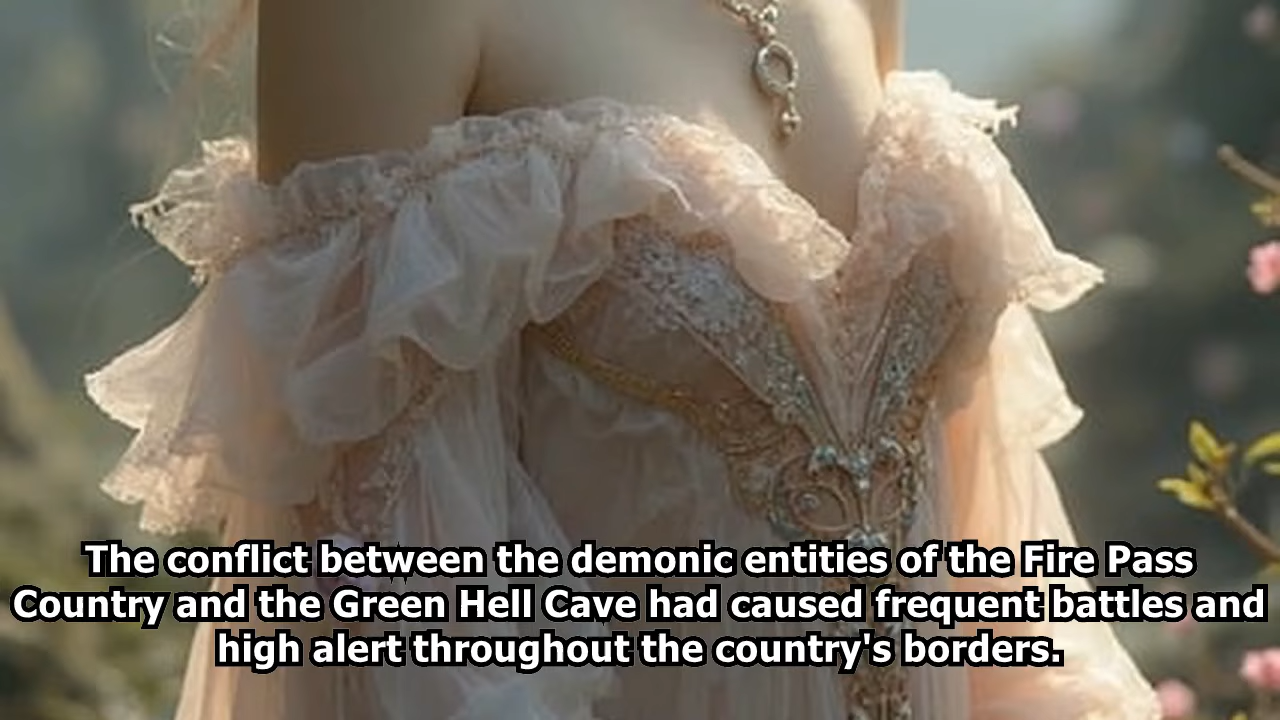 The conflict between the demonic entities of the Fire Pass
Country and the Green Hell Cave had caused frequent battles and
high alert throughout the country's borders.